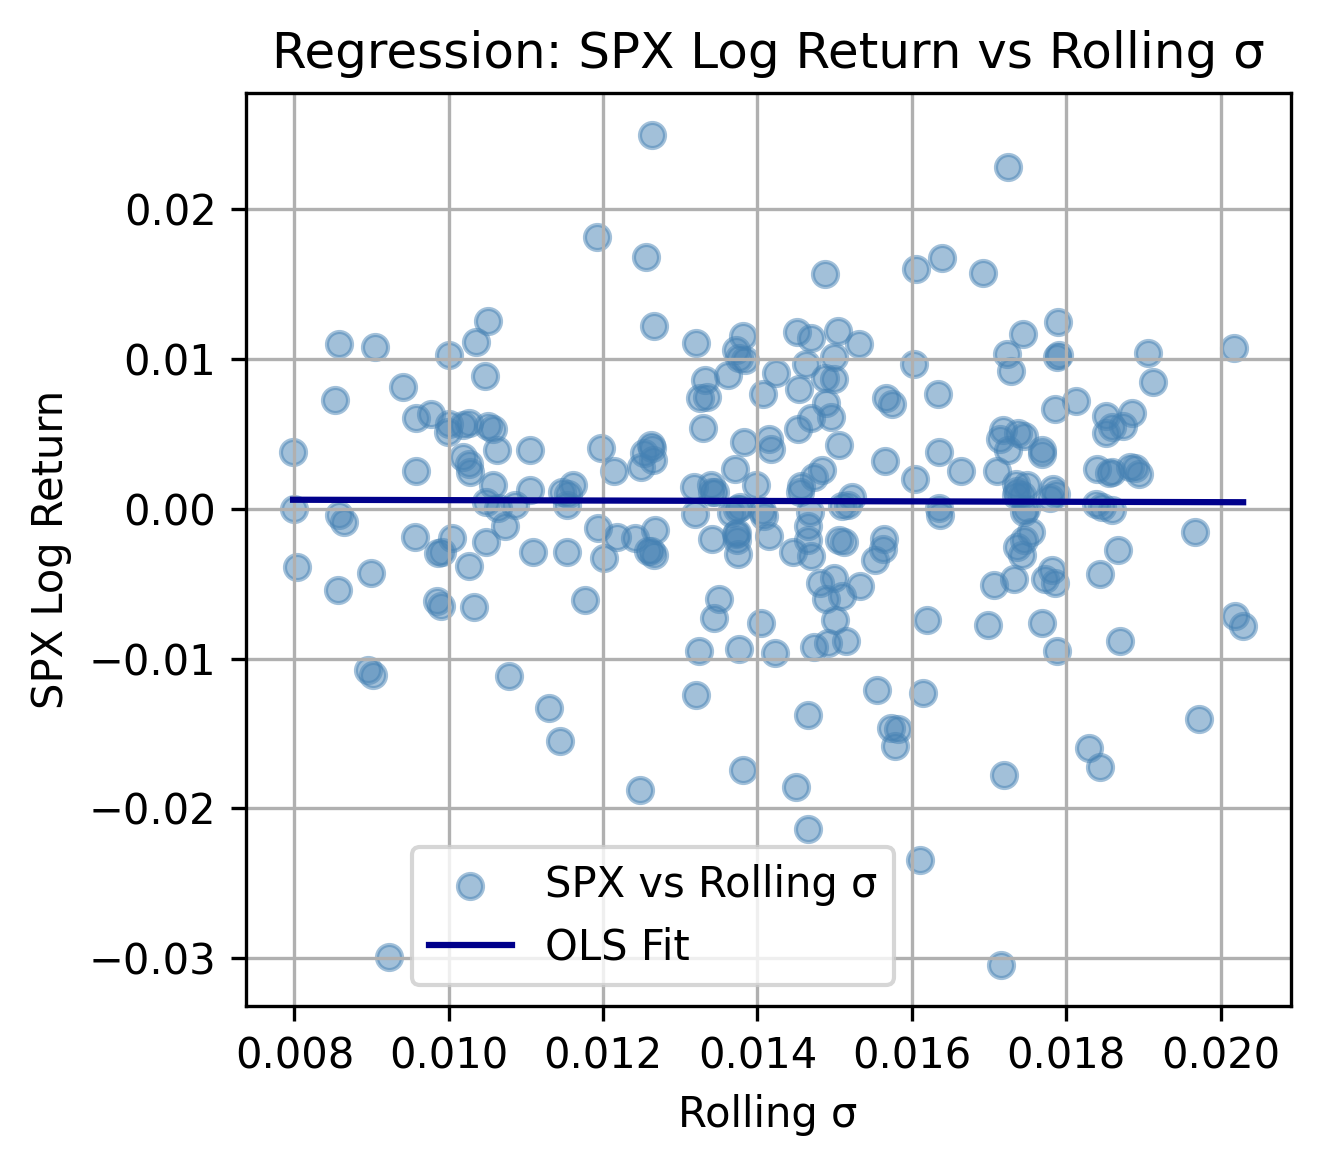 Regression: SPX Log Return vs Rolling σ
SPX Log Return
0.02
0.01
0.00
−0.01
−0.02
−0.03
SPX vs Rolling σ
OLS Fit
0.008 0.010 0.012 0.014 0.016 0.018 0.020
Rolling σ